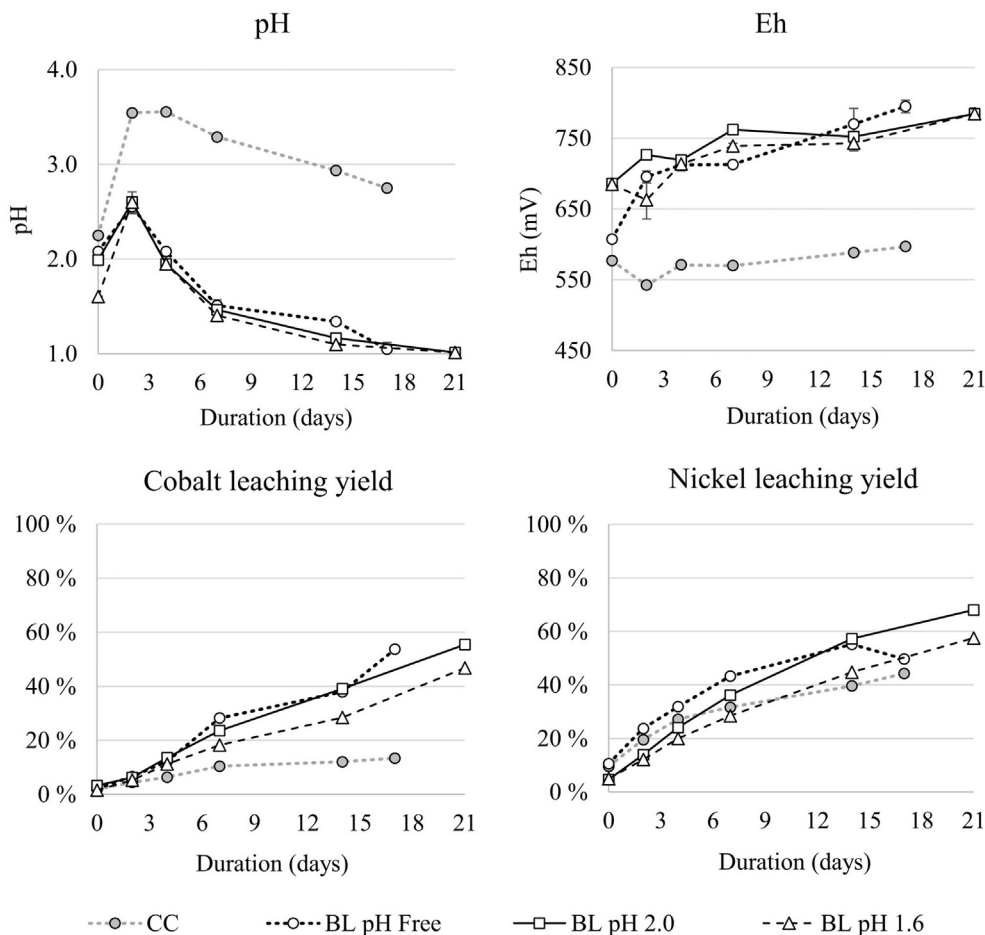 pH
4.0
3.0
2.0
1.0
pH
0 3 6 9 12 15 18 21
Duration (days)
Eh
850
750
650
550
450
Eh (mV)
0 3 6 9 12 15 18 21
Duration (days)
Cobalt leaching yield
100 %
80 %
60 %
40 %
20 %
0 %
0 3 6 9 12 15 18 21
Duration (days)
Nickel leaching yield
100 %
80 %
60 %
40 %
20 %
0 %
0 3 6 9 12 15 18 21
Duration (days)
CC BL pH Free BL pH 2.0 BL pH 1.6